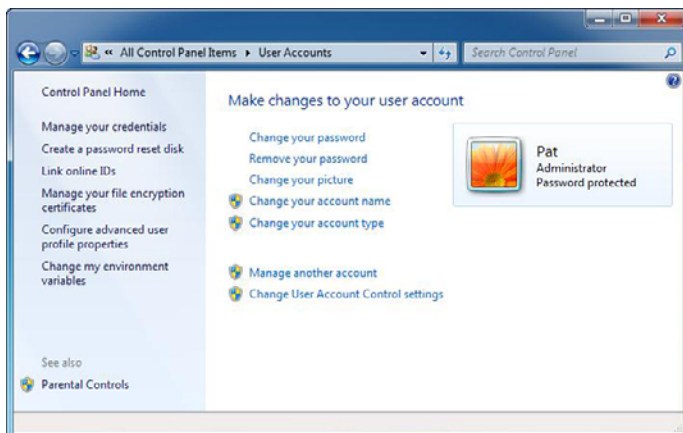 « All Control Panel Items ▸ User Accounts
Search Control Panel
Control Panel Home
Manage your credentials
Create a password reset disk
Link online IDs
Manage your file encryption
certificates
Configure advanced user
profile properties
Change my environment
variables
See also
Parental Controls
Make changes to your user account
Change your password
Remove your password
Change your picture
Change your account name
Change your account type
Manage another account
Change User Account Control settings
Pat
Administrator
Password protected